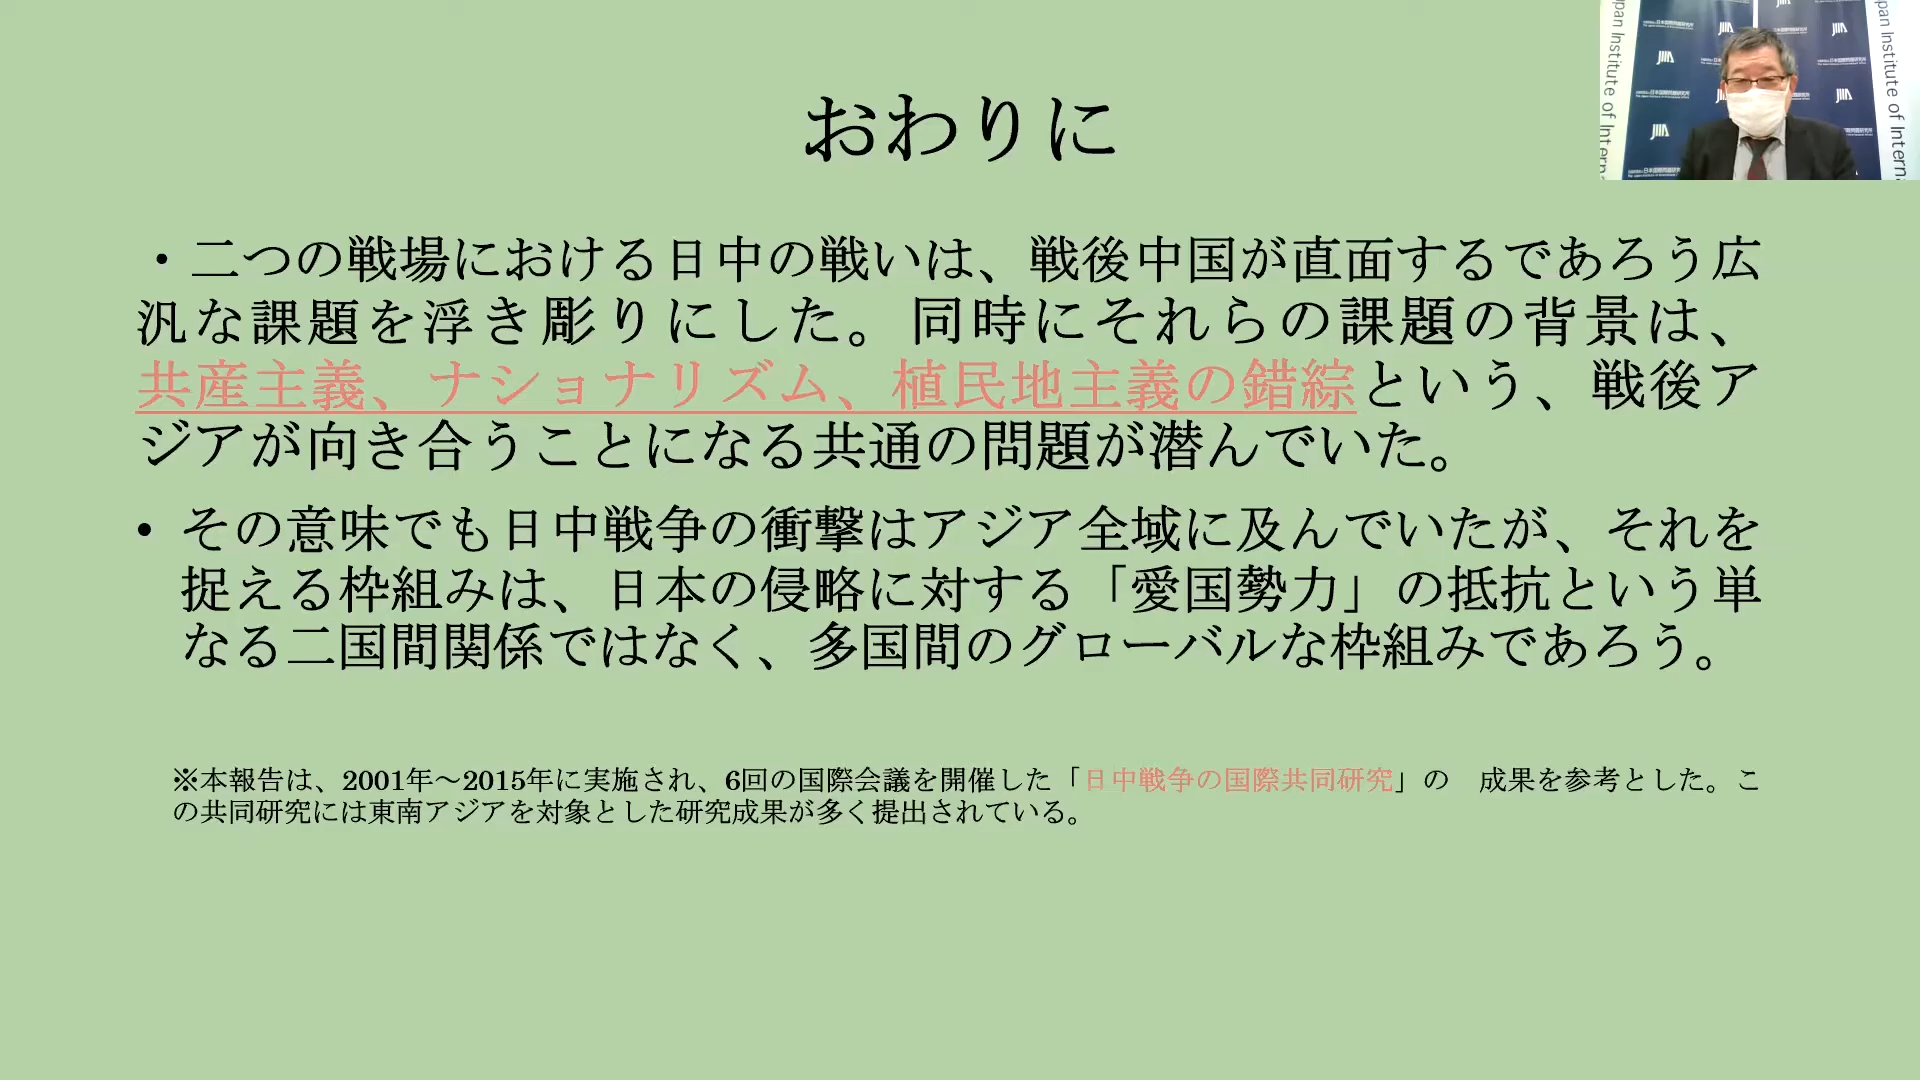 おわりに
・二つの戦場における日中の戦いは、戦後中国が直面するであろう広
汎な課題を浮き彫りにした。同時にそれらの課題の背景は、
共産主義、ナショナリズム、植民地主義の錯綜という、戦後ア
ジアが向き合うことになる共通の問題が潜んでいた。
• その意味でも日中戦争の衝撃はアジア全域に及んでいたが、それを
捉える枠組みは、日本の侵略に対する「愛国勢力」の抵抗という単
なる二国間関係ではなく、多国間のグローバルな枠組みであろう。
※本報告は、2001年～2015年に実施され、6回の国際会議を開催した「日中戦争の国際共同研究」の　成果を参考とした。こ
の共同研究には東南アジアを対象とした研究成果が多く提出されている。
pan Institute of Interna
JIIA
JIIA
JIIA
JIIA
JIIA
pan Institute of Interna